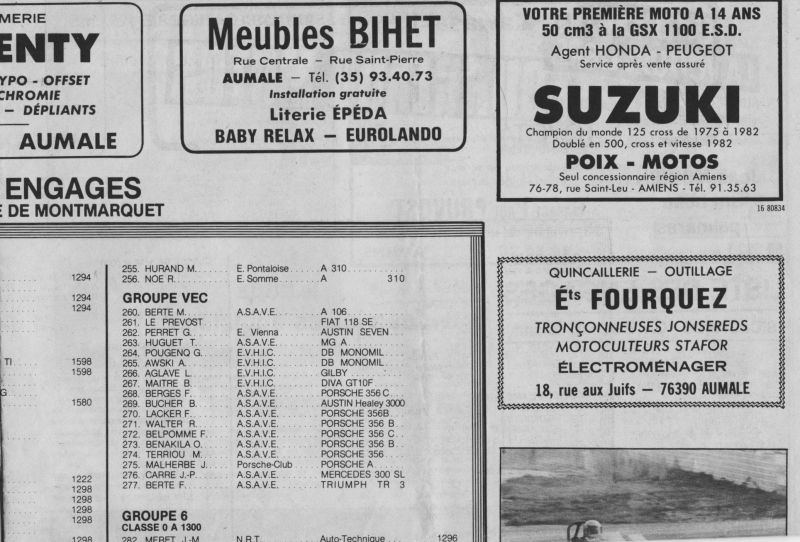 MERIE
ENTY
YPO - OFFSET
CHROMIE
— DÉPLIANTS
AUMALE
Meubles BIHET
Rue Centrale – Rue Saint-Pierre
AUMALE — Tél. (35) 93.40.73
Installation gratuite
Literie ÉPÉDA
BABY RELAX — EUROLANDO
VOTRE PREMIÈRE MOTO A 14 ANS
50 cm3 à la GSX 1100 E.S.D.
Agent HONDA - PEUGEOT
Service après vente assuré
SUZUKI
Champion du monde 125 cross de 1975 à 1982
Doublé en 500, cross et vitesse 1982
POIX - MOTOS
Seul concessionnaire région Amiens
76-78, rue Saint-Leu - AMIENS - Tél. 91.35.63
16 80834
ENGAGES
E DE MONTMARQUET
1294
1294
1294
TI 1598
1598
G
1580
1222
1298
1298
1298
1298
1298
255. HURAND M. E. Pontaloise A 310
256. NOE R. E. Somme A 310
GROUPE VEC
260. BERTE M. A.S.A.V.E. A 106
261. LE PREVOST FIAT 118 SE
262. PERRET G. E. Vienna AUSTIN SEVEN
263. HUGUET T. A.S.A.V.E. MG A
264. POUGENQ G. E.V.H.I.C. DB MONOMIL
265. AWSKI A. E.V.H.I.C. DB MONOMIL
266. AGLAVE L. E.V.H.I.C. GILBY
267. MAITRE B. E.V.H.I.C. DIVA GT10F
268. BERGES F. A.S.A.V.E. PORSCHE 356 C
269. BUCHER B. A.S.A.V.E. AUSTIN Healey 3000
270. LACKER F. A.S.A.V.E. PORSCHE 356B
271. WALTER R. A.S.A.V.E. PORSCHE 356 B
272. BELPOMME F. A.S.A.V.E. PORSCHE 356 C
273. BENAKILA O. A.S.A.V.E. PORSCHE 356 B
274. TERRIOU M. A.S.A.V.E. PORSCHE 356
275. MALHERBE J. Porsche-Club PORSCHE A
276. CARRE J.-P. A.S.A.V.E. MERCEDES 300 SL
277. BERTE F. A.S.A.V.E. TRIUMPH TR 3
GROUPE 6
CLASSE 0 A 1300
282. MERET J.-M. N.R.T. Auto-Technique 1296
QUINCAILLERIE — OUTILLAGE
Éts FOURQUEZ
TRONÇONNEUSES JONSEREDS
MOTOCULTEURS STAFOR
ÉLECTROMÉNAGER
18, rue aux Juifs — 76390 AUMALE